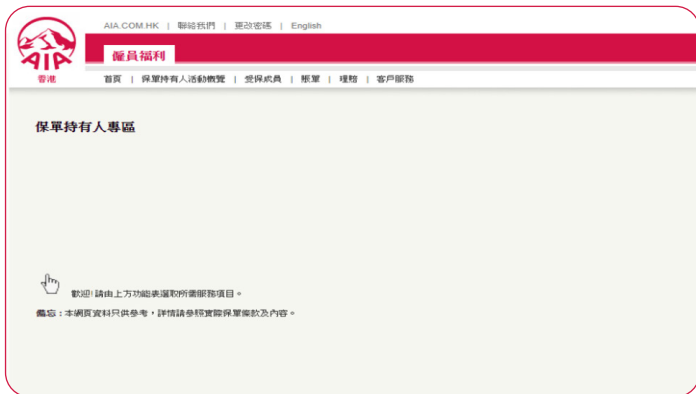 AIA.COM.HK | 聯絡我們 | 更改密碼 | English
僱員福利
AIA
香港
首頁 | 保單持有人活動概覽 | 受保成員 | 賬單 | 理賠 | 客戶服務
保單持有人專區
歡迎!請由上方功能表選取所需服務項目。
備忘：本網頁資料只供參考，詳情請參照實際保單條款及內容。